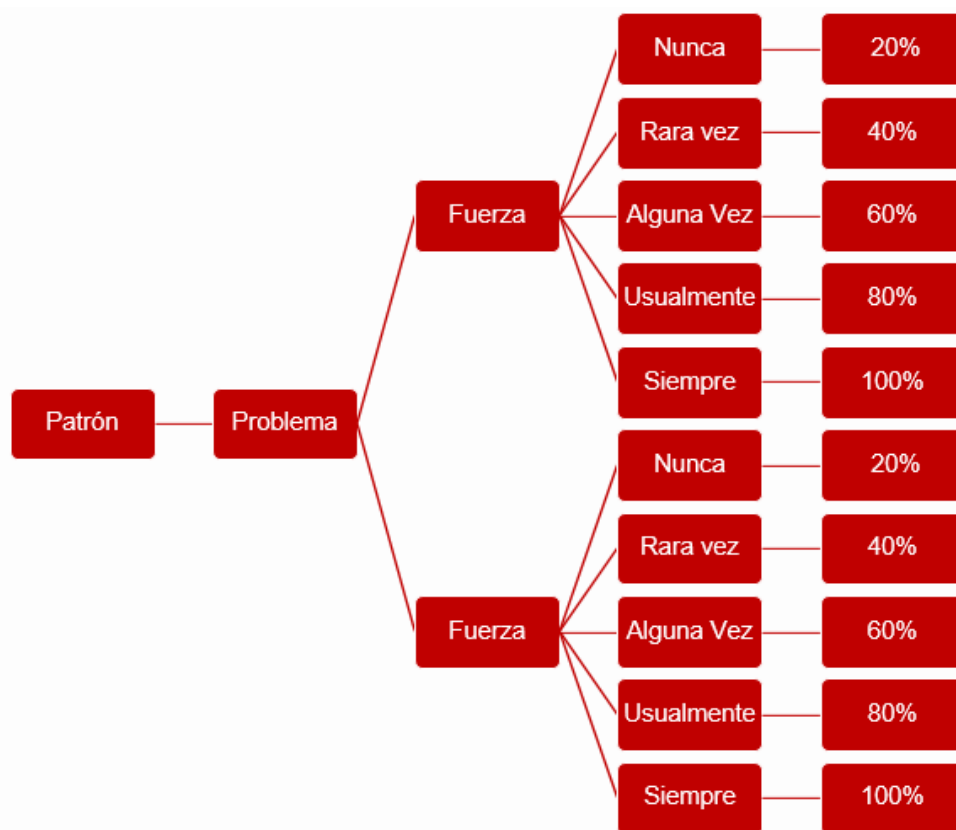 Nunca 20%
Rara vez 40%
Fuerza Alguna Vez 60%
Usualmente 80%
Siempre 100%
Patrón Problema
Nunca 20%
Rara vez 40%
Fuerza Alguna Vez 60%
Usualmente 80%
Siempre 100%